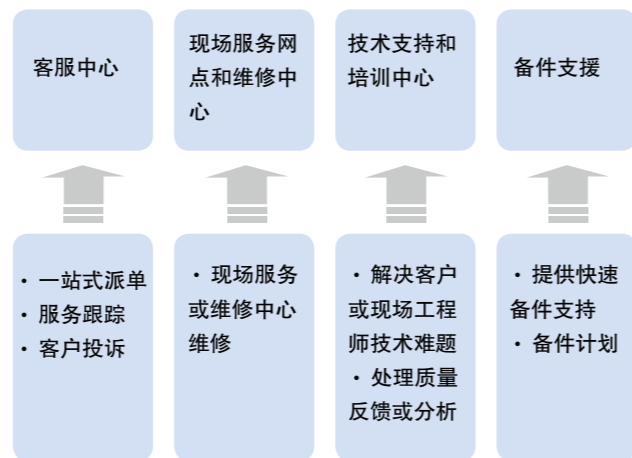 客服中心
现场服务网
点和维修中
心
技术支持和
培训中心
备件支援
· 一站式派单
· 服务跟踪
· 客户投诉
· 现场服务
或维修中心
维修
· 解决客户
或现场工程
师技术难题
· 处理质量
反馈或分析
· 提供快速
备件支持
· 备件计划